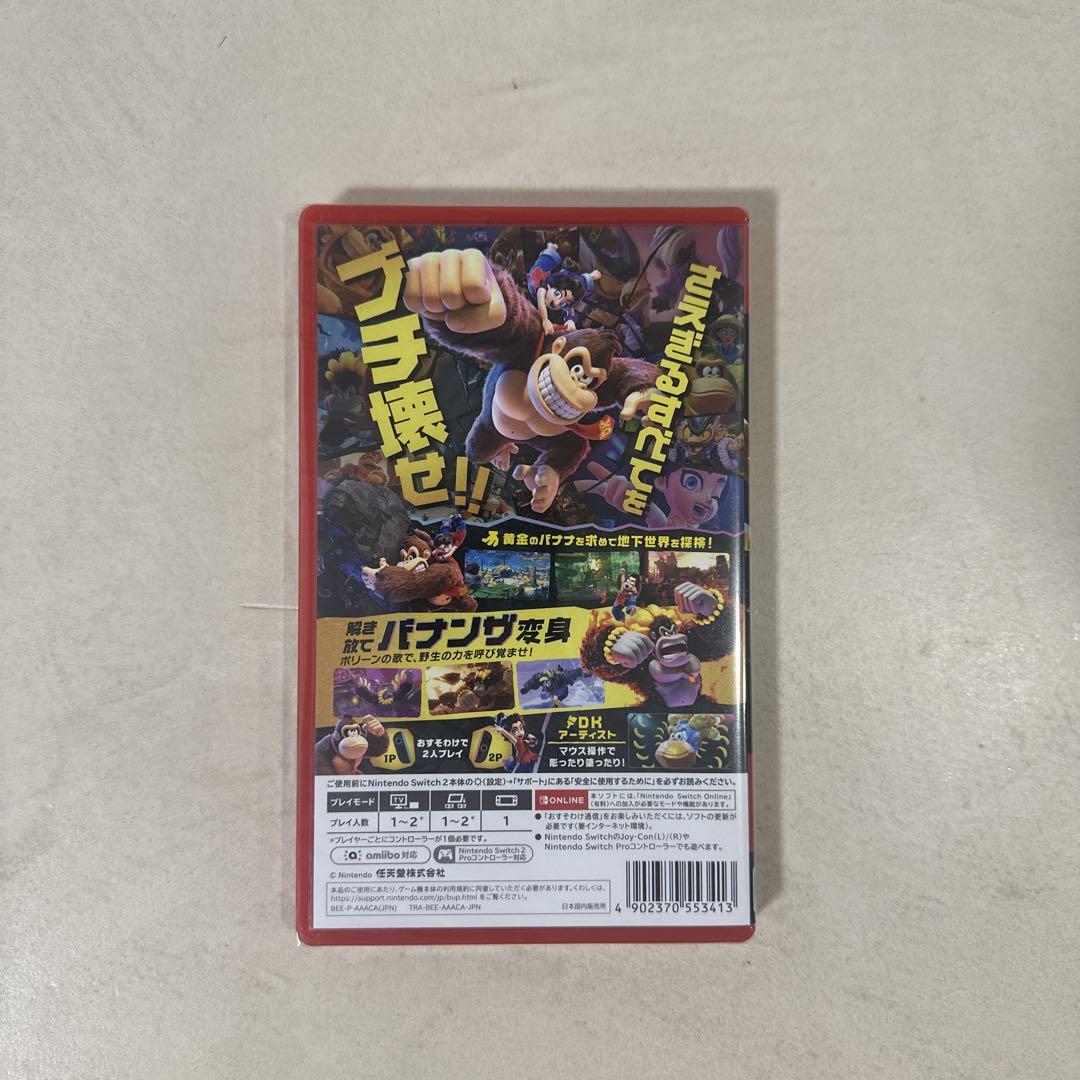 ブチ壊せ!!
立ちふさがるすべてを
黄金のバナナを求めて地下世界を探検!
解き放て バナンザ変身
ポリーンの歌で、野生の力を呼び覚ませ!
1P おすそわけで2人プレイ 2P
DKアーティスト
マウス操作で
彫ったり塗ったり!
ご使用前にNintendo Switch 2本体の(設定)→「サポート」にある「安全に使用するために」を必ずお読みください。
プレイモード TV
プレイ人数 1～2* 1～2* 1
*プレイヤーごとにコントローラーが1個必要です。
amiibo対応 Nintendo Switch 2 Proコントローラー対応
ONLINE 本ソフトには、「Nintendo Switch Online」(有料)への加入が必要なモードや機能があります。
●「おすそわけ通信」をお楽しみいただくには、ソフトの更新が必要です(要インターネット環境)。
● Nintendo SwitchのJoy-Con(L)/(R)や
Nintendo Switch Proコントローラーでも遊べます。
© Nintendo 任天堂株式会社
本品のご使用にあたり、ゲーム機本体の利用規約に同意していただく必要があります。くわしくは、
https://support.nintendo.com/jp/bup.html をご覧ください。
BEE-P-AAACA(JPN) TRA-BEE-AAACA-JPN 日本国内販売用
4 902370 553413